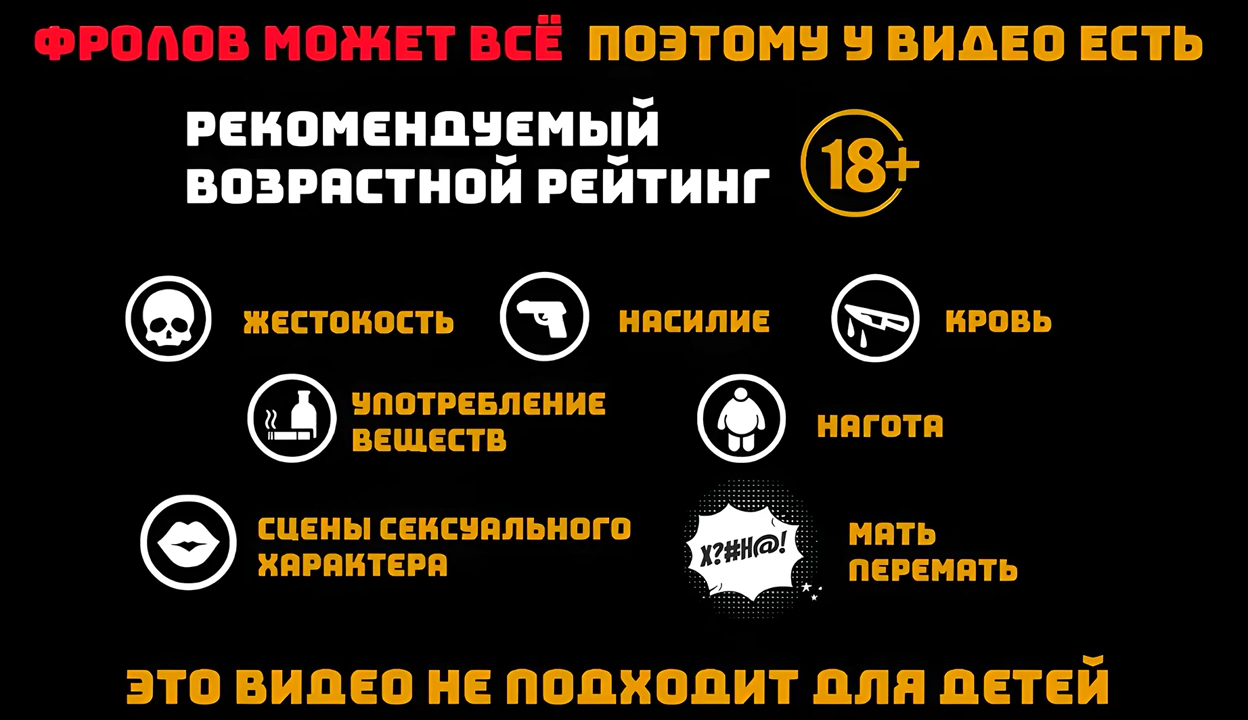 ФРОЛОВ МОЖЕТ ВСЁ ПОЭТОМУ У ВИДЕО ЕСТЬ
РЕКОМЕНДУЕМЫЙ
ВОЗРАСТНОЙ РЕЙТИНГ
18+
ЖЕСТОКОСТЬ
НАСИЛИЕ
КРОВЬ
УПОТРЕБЛЕНИЕ
ВЕЩЕСТВ
НАГОТА
СЦЕНЫ СЕКСУАЛЬНОГО
ХАРАКТЕРА
Х?#Н@!
МАТЬ
ПЕРЕМАТЬ
ЭТО ВИДЕО НЕ ПОДХОДИТ ДЛЯ ДЕТЕЙ